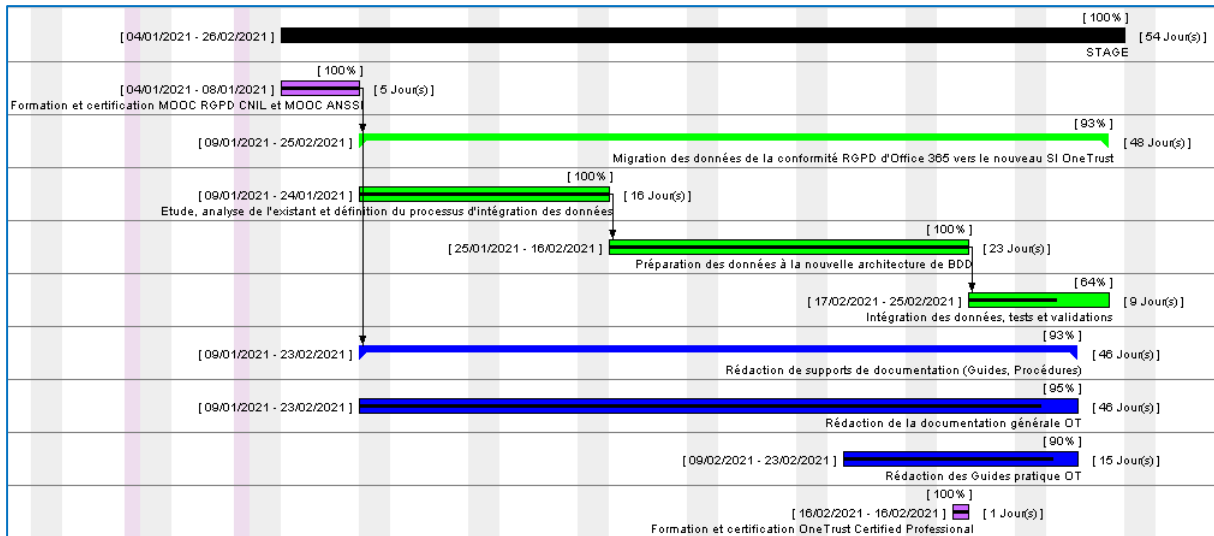 [ 100% ]
[ 04/01/2021 - 26/02/2021 ] [ 54 Jour(s) ]
STAGE
[ 100% ]
[ 04/01/2021 - 08/01/2021 ] [ 5 Jour(s) ]
Formation et certification MOOC RGPD CNIL et MOOC ANSSI
[ 93% ]
[ 09/01/2021 - 25/02/2021 ] [ 48 Jour(s) ]
Migration des données de la conformité RGPD d'Office 365 vers le nouveau SI OneTrust
[ 100% ]
[ 09/01/2021 - 24/01/2021 ] [ 16 Jour(s) ]
Etude, analyse de l'existant et définition du processus d'intégration des données
[ 100% ]
[ 25/01/2021 - 16/02/2021 ] [ 23 Jour(s) ]
Préparation des données à la nouvelle architecture de BDD
[ 64% ]
[ 17/02/2021 - 25/02/2021 ] [ 9 Jour(s) ]
Intégration des données, tests et validations
[ 93% ]
[ 09/01/2021 - 23/02/2021 ] [ 46 Jour(s) ]
Rédaction de supports de documentation (Guides, Procédures)
[ 95% ]
[ 09/01/2021 - 23/02/2021 ] [ 46 Jour(s) ]
Rédaction de la documentation générale OT
[ 90% ]
[ 09/02/2021 - 23/02/2021 ] [ 15 Jour(s) ]
Rédaction des Guides pratique OT
[ 100% ]
[ 16/02/2021 - 16/02/2021 ] [ 1 Jour(s) ]
Formation et certification OneTrust Certified Professional